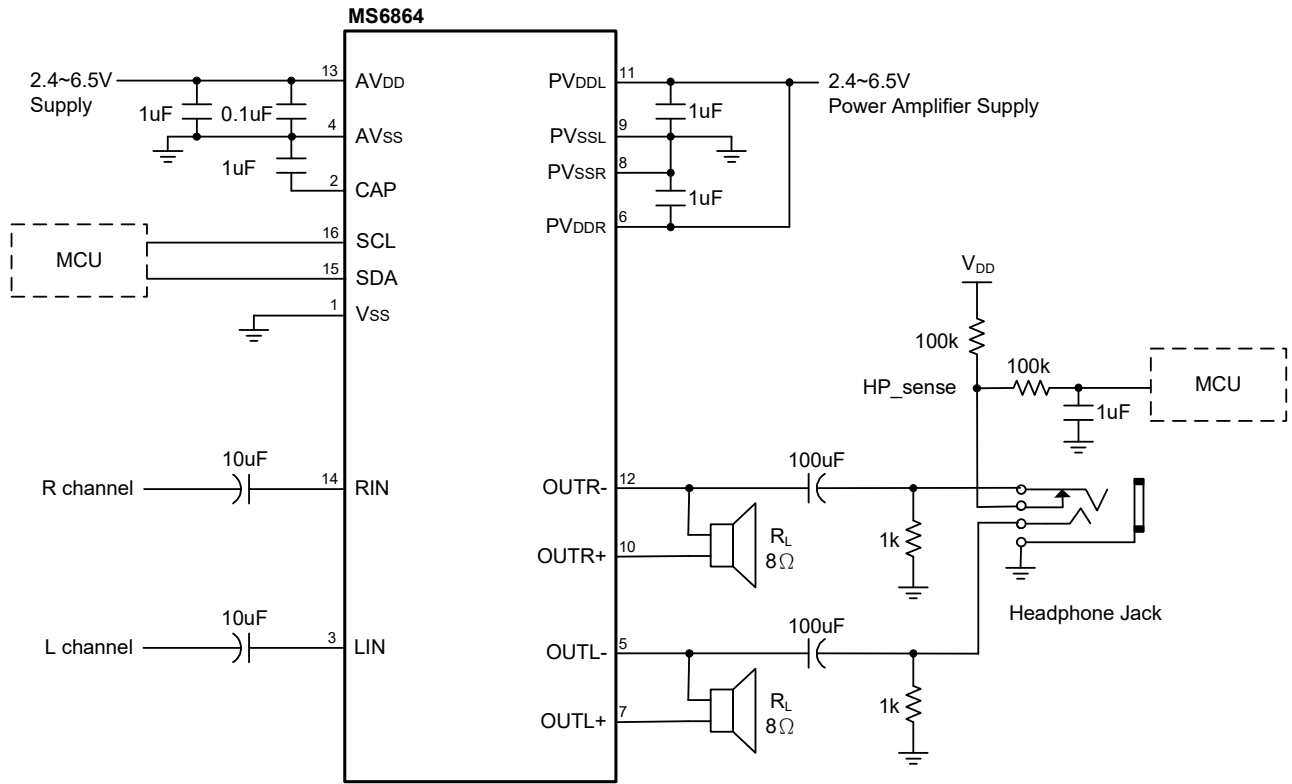 MS6864
2.4~6.5V
Supply
1uF
0.1uF
1uF
13
AVDD
4
AVSS
2
CAP
MCU
16
SCL
15
SDA
1
VSS
R channel
10uF
14
RIN
L channel
10uF
3
LIN
PVDDL
11
PVSSL
9
PVSSR
8
PVDDR
6
1uF
1uF
2.4~6.5V
Power Amplifier Supply
VDD
100k
HP_sense
100k
1uF
MCU
OUTR-
12
100uF
OUTR+
10
RL
8Ω
1k
Headphone Jack
OUTL-
5
100uF
OUTL+
7
RL
8Ω
1k